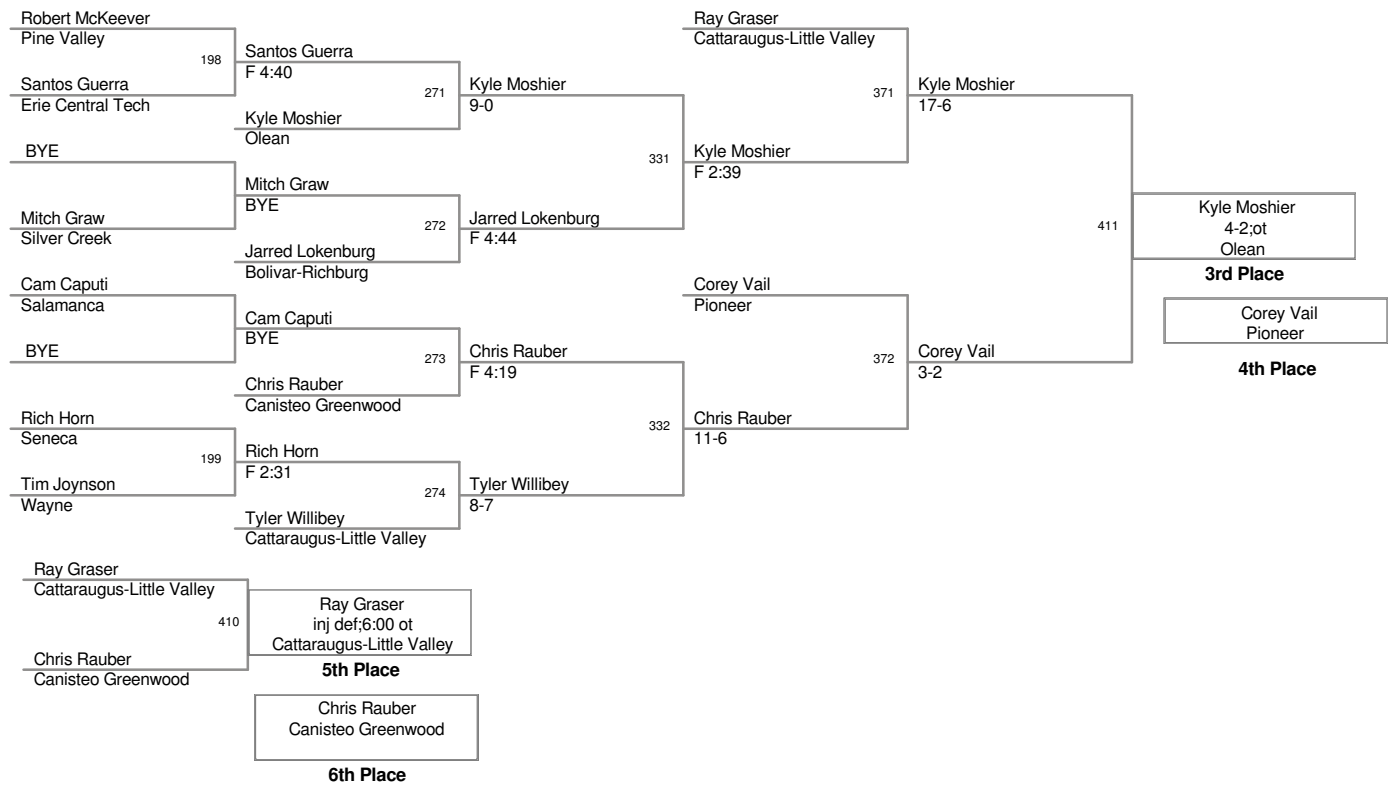 Robert McKeever
Pine Valley
198
Santos Guerra
Erie Central Tech
BYE
Mitch Graw
Silver Creek
Cam Caputi
Salamanca
BYE
Rich Horn
Seneca
199
Tim Joynson
Wayne
Santos Guerra
F 4:40
271
Kyle Moshier
Olean
Mitch Graw
BYE
272
Jarred Lokenburg
Bolivar-Richburg
Cam Caputi
BYE
273
Chris Rauber
Canisteo Greenwood
Rich Horn
F 2:31
274
Tyler Willibey
Cattaraugus-Little Valley
Kyle Moshier
9-0
331
Jarred Lokenburg
F 4:44
Chris Rauber
F 4:19
332
Tyler Willibey
8-7
Ray Graser
Cattaraugus-Little Valley
371
Kyle Moshier
F 2:39
Corey Vail
Pioneer
372
Chris Rauber
11-6
Kyle Moshier
17-6
411
Corey Vail
3-2
Kyle Moshier
4-2;ot
Olean
3rd Place
Corey Vail
Pioneer
4th Place
Ray Graser
Cattaraugus-Little Valley
410
Chris Rauber
Canisteo Greenwood
Ray Graser
inj def;6:00 ot
Cattaraugus-Little Valley
5th Place
Chris Rauber
Canisteo Greenwood
6th Place